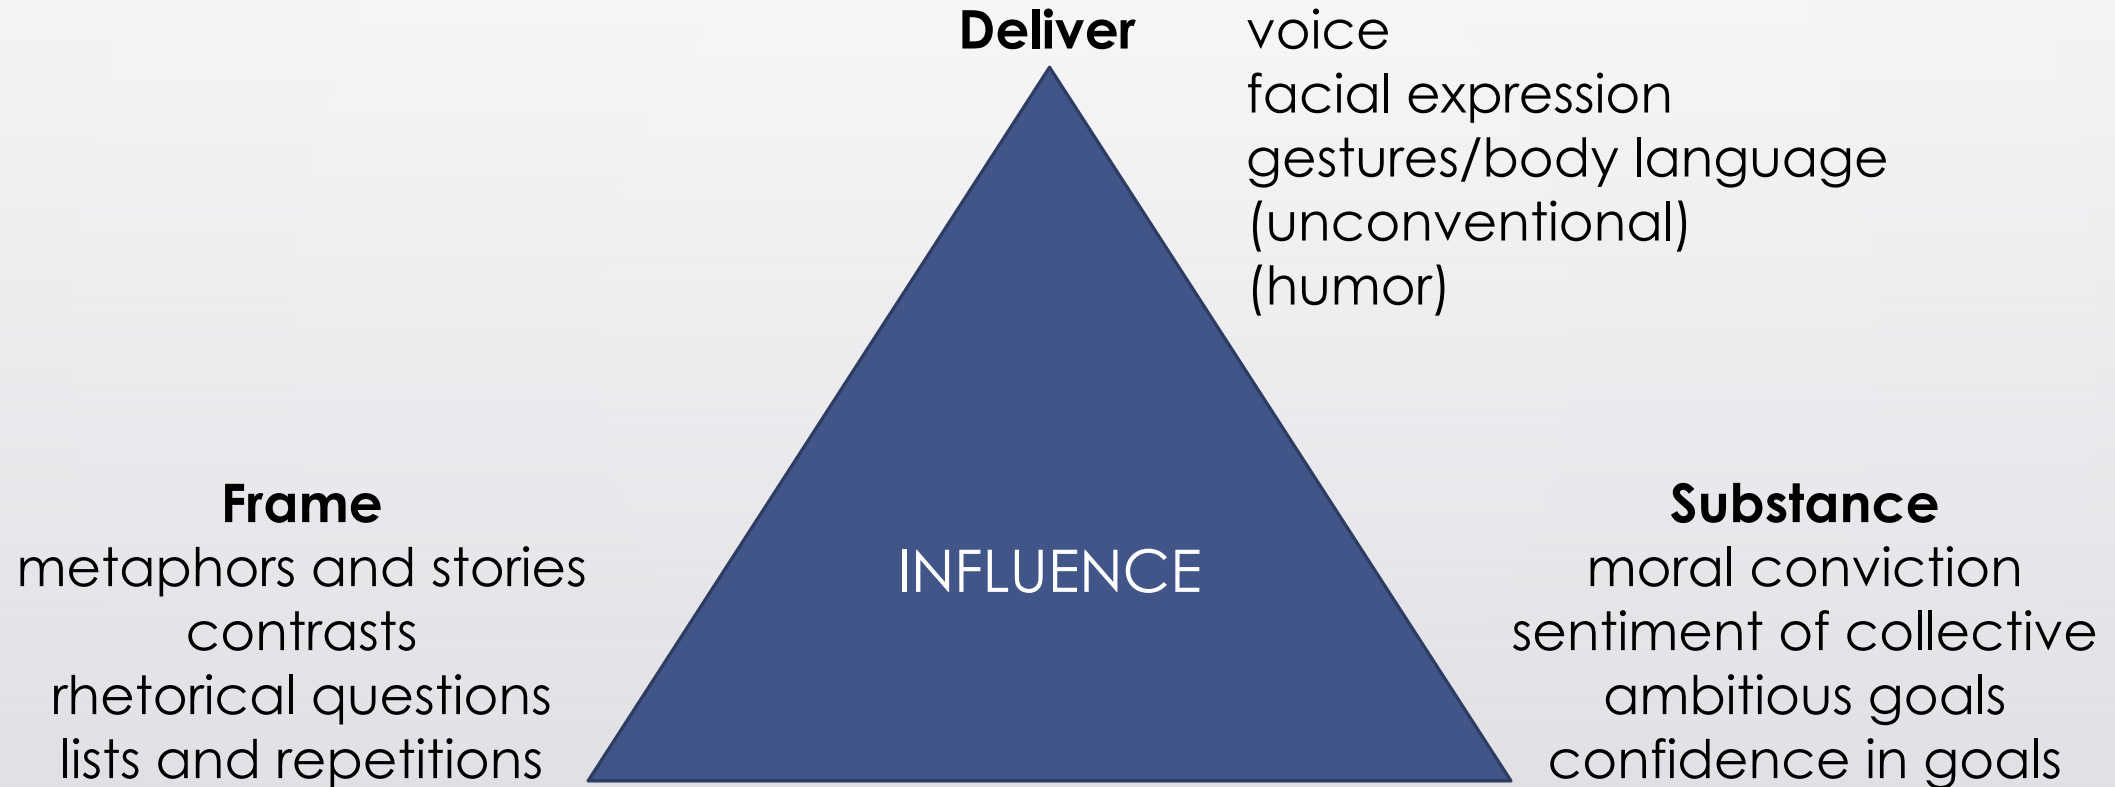 Deliver
voice
facial expression
gestures/body language
(unconventional)
(humor)
Frame
metaphors and stories
contrasts
rhetorical questions
lists and repetitions
INFLUENCE
Substance
moral conviction
sentiment of collective
ambitious goals
confidence in goals